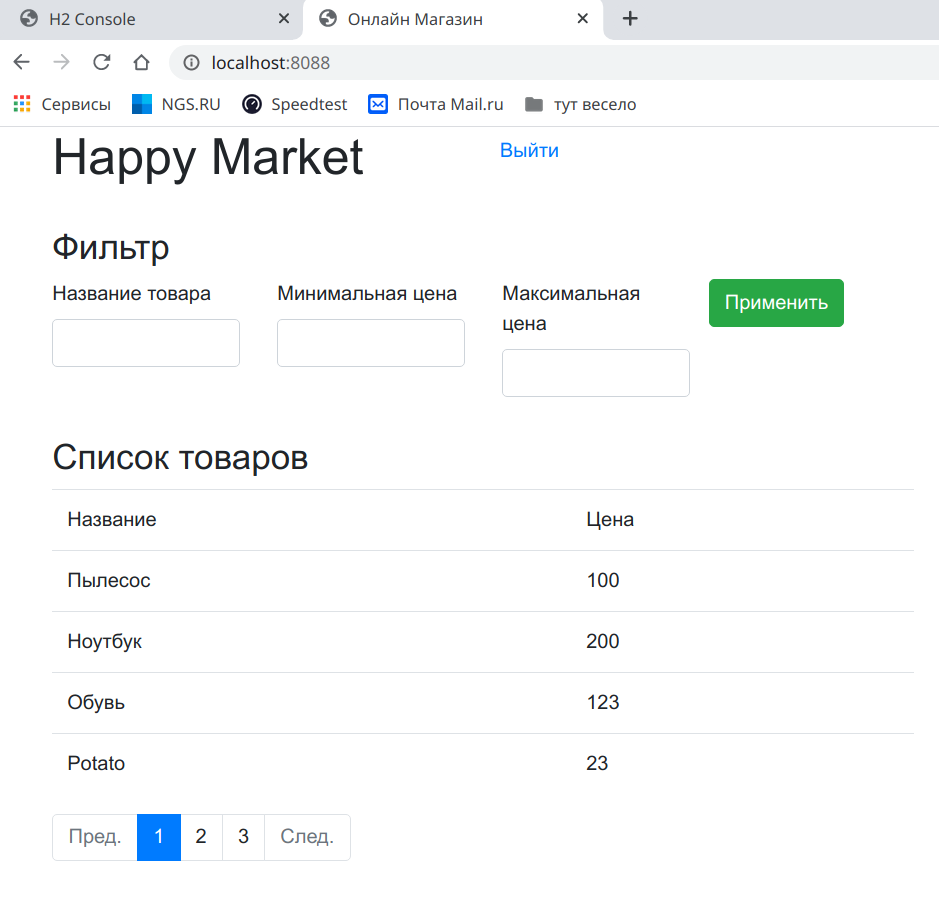 H2 Console
Онлайн Магазин
localhost:8088
Сервисы NGS.RU Speedtest Почта Mail.ru тут весело
Happy Market
Выйти
Фильтр
Название товара
Минимальная цена
Максимальная
цена
Применить
Список товаров
Название Цена
Пылесос 100
Ноутбук 200
Обувь 123
Potato 23
Пред. 1 2 3 След.